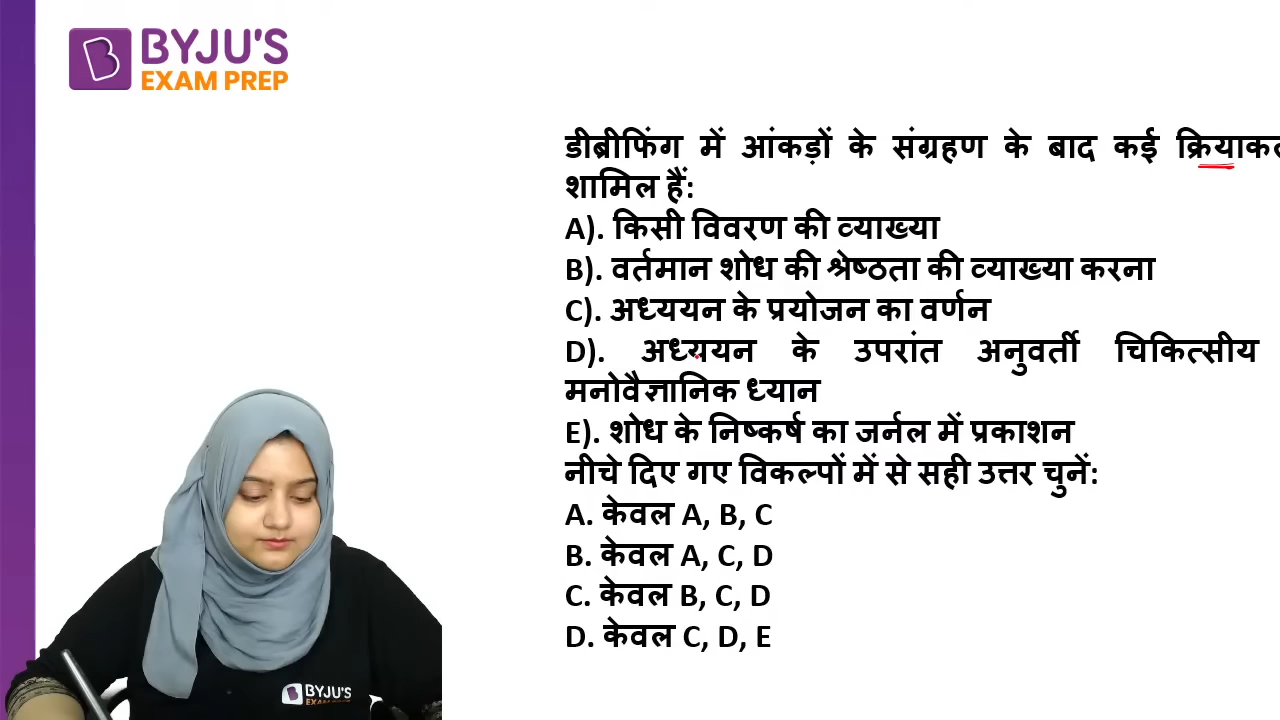 BYJU'S
EXAM PREP
डीब्रीफिंग में आंकड़ों के संग्रहण के बाद कई
शामिल हैं:
A). किसी विवरण की व्याख्या
B). वर्तमान शोध की श्रेष्ठता की व्याख्या करना
C). अध्ययन के प्रयोजन का वर्णन
D). अध्ययन के उपरांत अनुवर्ती चिकित्सीय
मनोवैज्ञानिक ध्यान
E). शोध के निष्कर्ष का जर्नल में प्रकाशन
नीचे दिए गए विकल्पों में से सही उत्तर चुनें:
A. केवल A, B, C
B. केवल A, C, D
C. केवल B, C, D
D. केवल C, D, E
BYJU'S
EXAM PREP